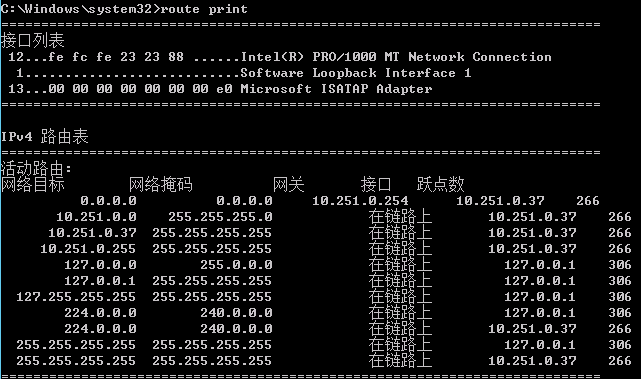 C:\Windows\system32>route print
===========================================================================
接口列表
 12...fe fc fe 23 23 88 ......Intel(R) PRO/1000 MT Network Connection
  1...........................Software Loopback Interface 1
 13...00 00 00 00 00 00 00 e0 Microsoft ISATAP Adapter
===========================================================================
IPv4 路由表
===========================================================================
活动路由:
网络目标 网络掩码 网关 接口 跃点数
0.0.0.0 0.0.0.0 10.251.0.254 10.251.0.37 266
10.251.0.0 255.255.255.0 在链路上 10.251.0.37 266
10.251.0.37 255.255.255.255 在链路上 10.251.0.37 266
10.251.0.255 255.255.255.255 在链路上 10.251.0.37 266
127.0.0.0 255.0.0.0 在链路上 127.0.0.1 306
127.0.0.1 255.255.255.255 在链路上 127.0.0.1 306
127.255.255.255 255.255.255.255 在链路上 127.0.0.1 306
224.0.0.0 240.0.0.0 在链路上 127.0.0.1 306
224.0.0.0 240.0.0.0 在链路上 10.251.0.37 266
255.255.255.255 255.255.255.255 在链路上 127.0.0.1 306
255.255.255.255 255.255.255.255 在链路上 10.251.0.37 266
===========================================================================